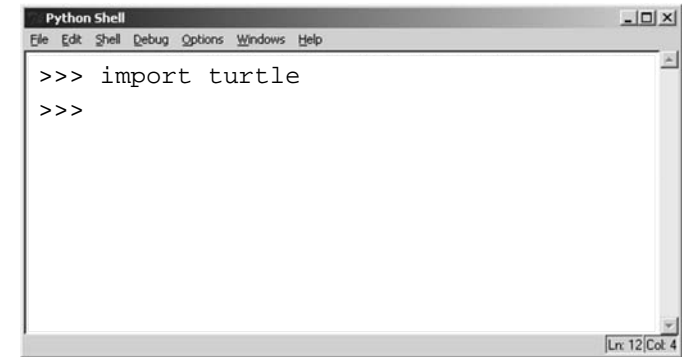 Python Shell
File Edit Shell Debug Options Windows Help
>>> import turtle
>>>
Ln: 12 Col: 4